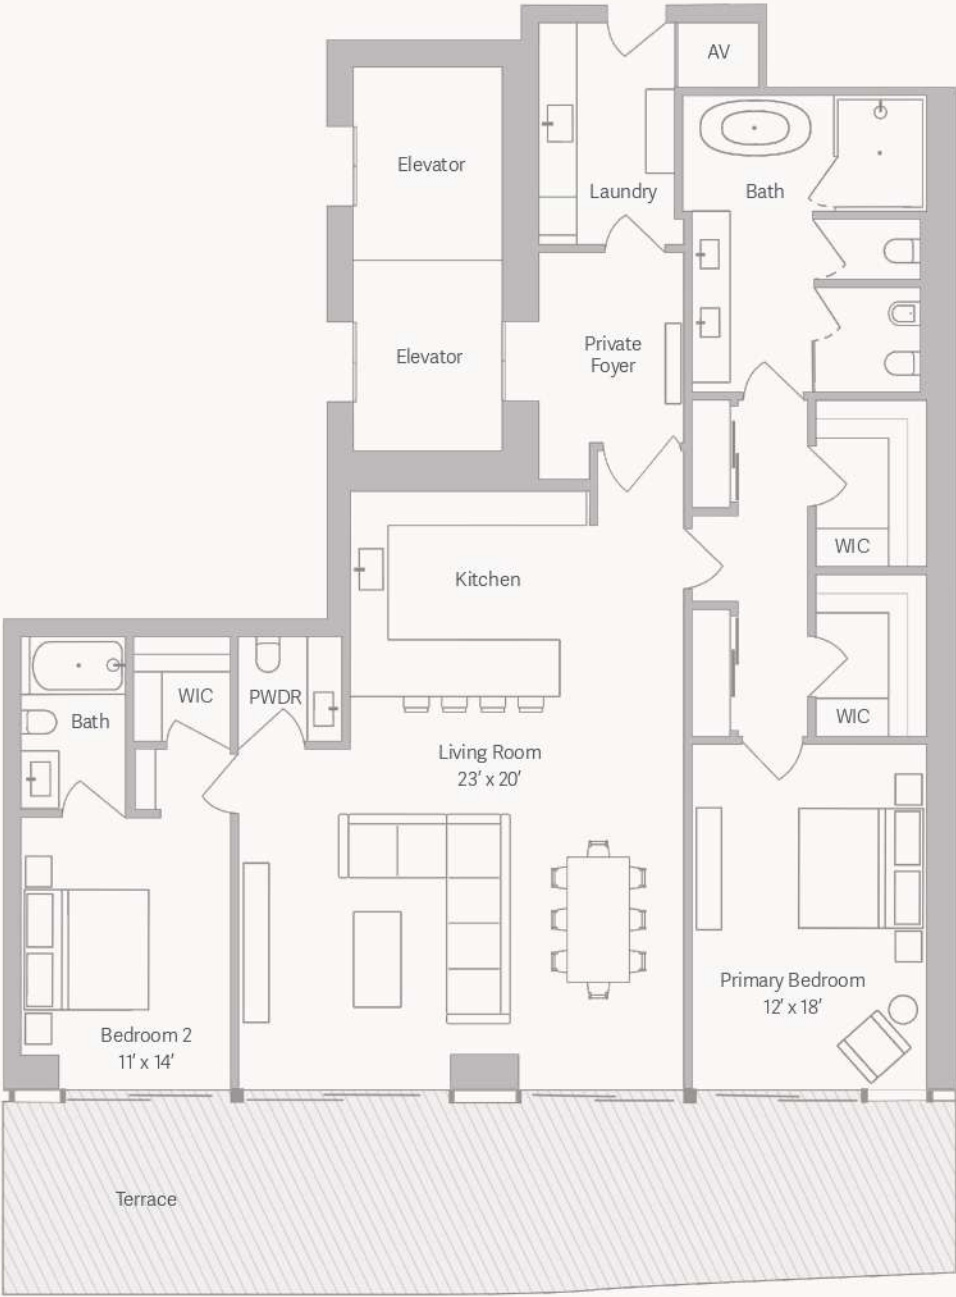 AV
Elevator
Laundry
Bath
Private
Foyer
Elevator
WIC
Kitchen
WIC
PWDR
WIC
Bath
Living Room
23′ x 20′
Primary Bedroom
12′ x 18′
Bedroom 2
11′ x 14′
Terrace